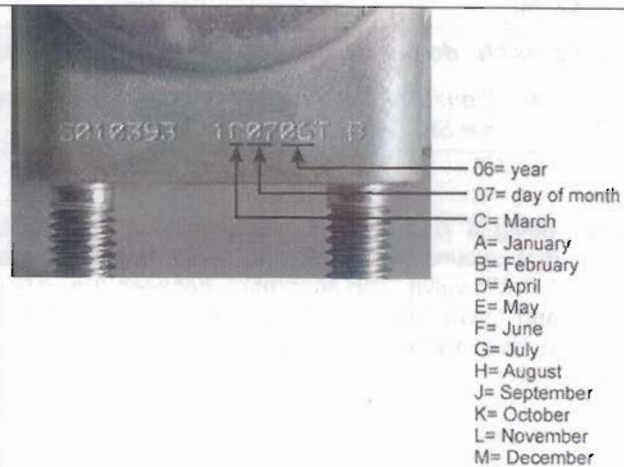 S010393 1C0706T B
06= year
07= day of month
C= March
A= January
B= February
D= April
E= May
F= June
G= July
H= August
J= September
K= October
L= November
M= December